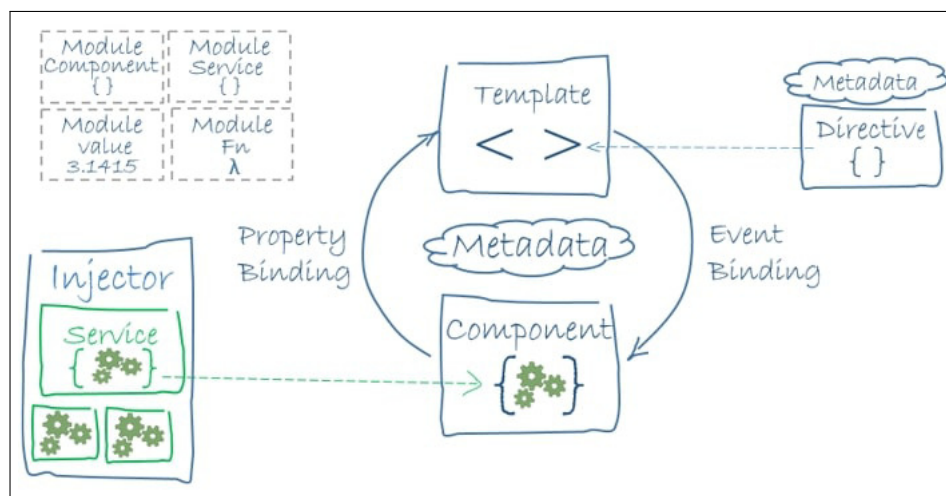 Module
Component
{ }
Module
Service
{ }
Module
value
3.1415
Module
Fn
λ
Template
< >
Metadata
Directive
{ }
Property
Binding
Metadata
Event
Binding
Injector
Service
{ }
Component
{ }